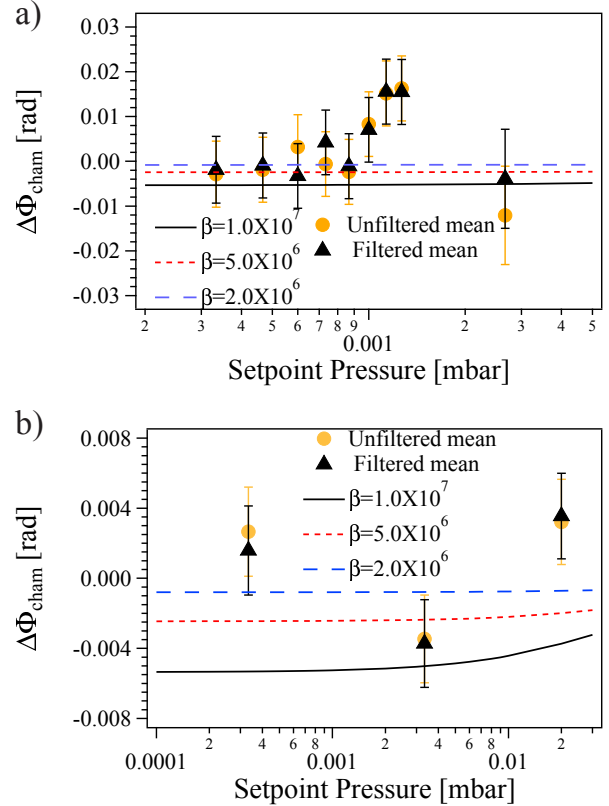 a)
0.03
0.02
0.01
0.00
-0.01
-0.02
-0.03
ΔΦcham [rad]
β=1.0X10^7
β=5.0X10^6
β=2.0X10^6
Unfiltered mean
Filtered mean
2 3 4 5 6 7 8 9 2 3 4 5
0.001
Setpoint Pressure [mbar]
b)
0.008
0.004
0.000
-0.004
-0.008
ΔΦcham [rad]
Unfiltered mean
Filtered mean
β=1.0X10^7
β=5.0X10^6
β=2.0X10^6
2 4 6 8 2 4 6 8 2
0.0001 0.001 0.01
Setpoint Pressure [mbar]